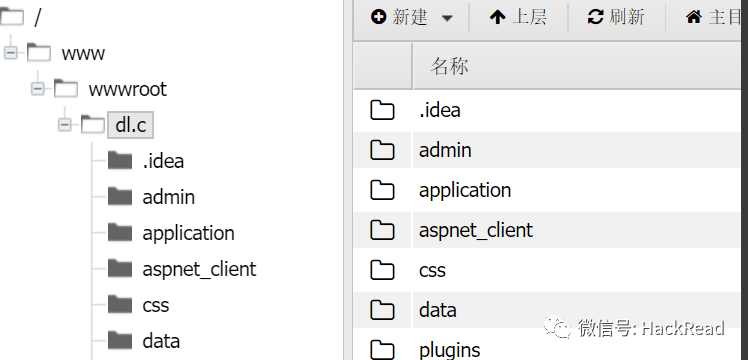 /
www
wwwroot
dl.c
.idea
admin
application
aspnet_client
css
data
新建 上层 刷新 主目
名称
.idea
admin
application
aspnet_client
css
data
plugins
微信号: HackRead